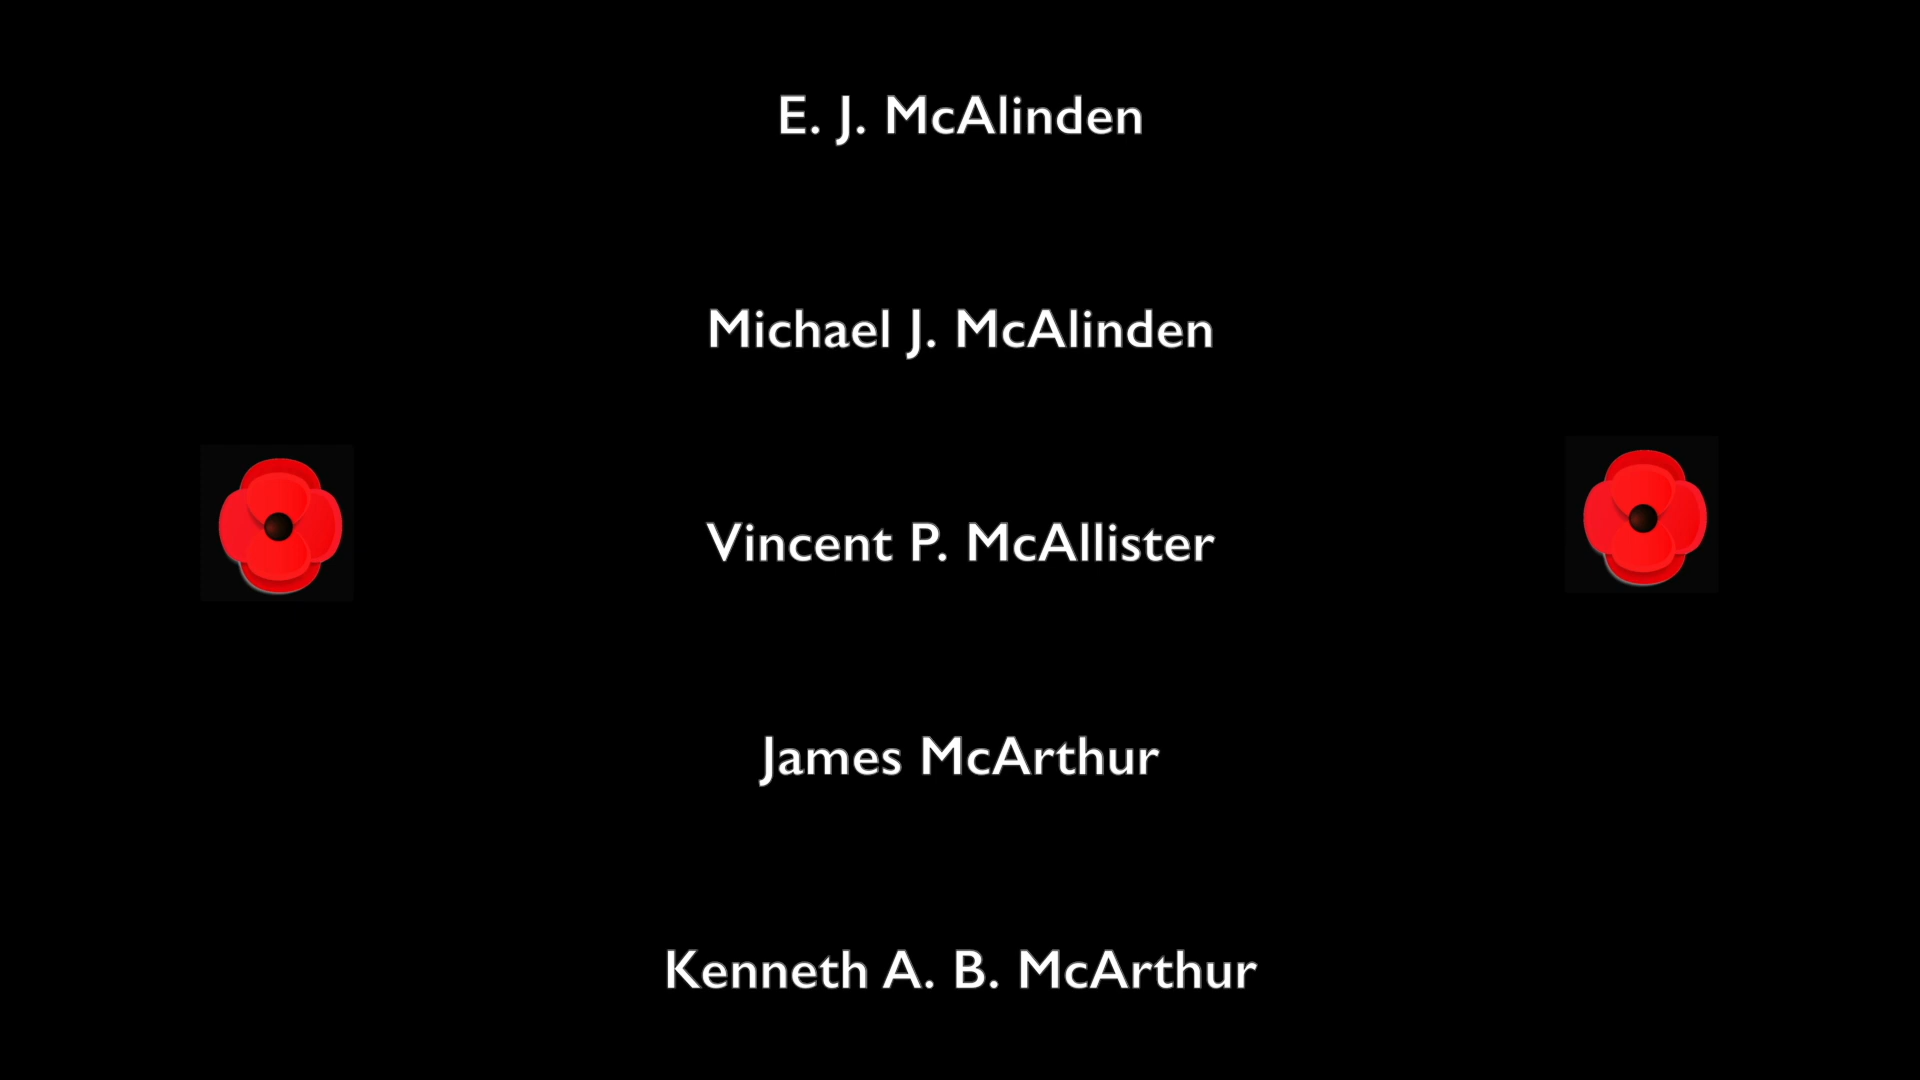 E. J. McAlinden
Michael J. McAlinden
Vincent P. McAllister
James McArthur
Kenneth A. B. McArthur